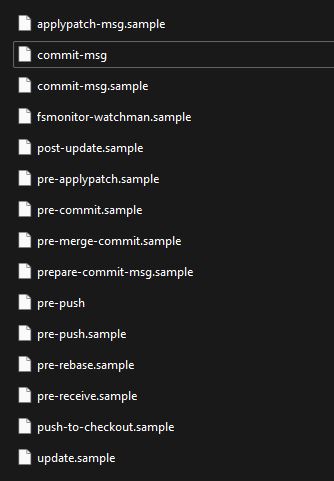 applypatch-msg.sample
commit-msg
commit-msg.sample
fsmonitor-watchman.sample
post-update.sample
pre-applypatch.sample
pre-commit.sample
pre-merge-commit.sample
prepare-commit-msg.sample
pre-push
pre-push.sample
pre-rebase.sample
pre-receive.sample
push-to-checkout.sample
update.sample